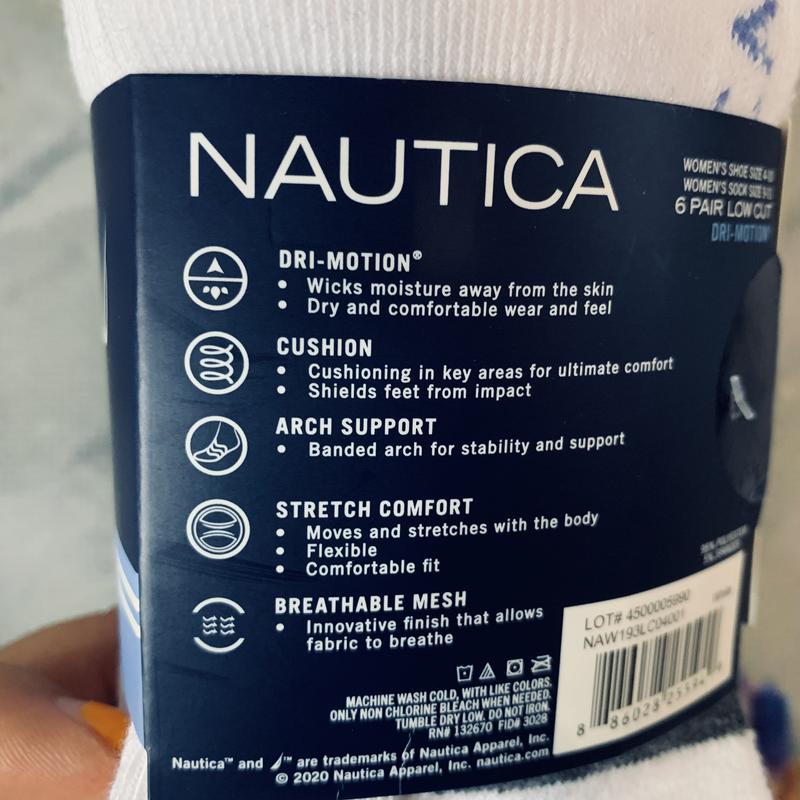 NAUTICA
WOMEN'S SHOE SIZE
WOMEN'S SOCK SIZE
6 PAIR LOW CUT
DRI-MOTION
DRI-MOTION®
• Wicks moisture away from the skin
• Dry and comfortable wear and feel
CUSHION
• Cushioning in key areas for ultimate comfort
• Shields feet from impact
ARCH SUPPORT
• Banded arch for stability and support
STRETCH COMFORT
• Moves and stretches with the body
• Flexible
• Comfortable fit
BREATHABLE MESH
• Innovative finish that allows
fabric to breathe
LOT# 4500005990
NAW193LC04001
MACHINE WASH COLD, WITH LIKE COLORS.
ONLY NON CHLORINE BLEACH WHEN NEEDED.
TUMBLE DRY LOW. DO NOT IRON.
RN# 132670 FID# 3028
Nautica™ and ™ are trademarks of Nautica Apparel, Inc.
© 2020 Nautica Apparel, Inc. nautica.com